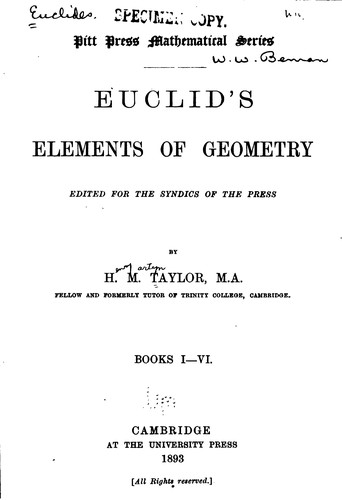 Euclides. SPECIMEN COPY.
Pitt Press Mathematical Series
W. W. Beman
EUCLID'S
ELEMENTS OF GEOMETRY
EDITED FOR THE SYNDICS OF THE PRESS
BY
H. M. TAYLOR, M.A.
FELLOW AND FORMERLY TUTOR OF TRINITY COLLEGE, CAMBRIDGE.
BOOKS I—VI.
CAMBRIDGE
AT THE UNIVERSITY PRESS
1893
[All Rights reserved.]